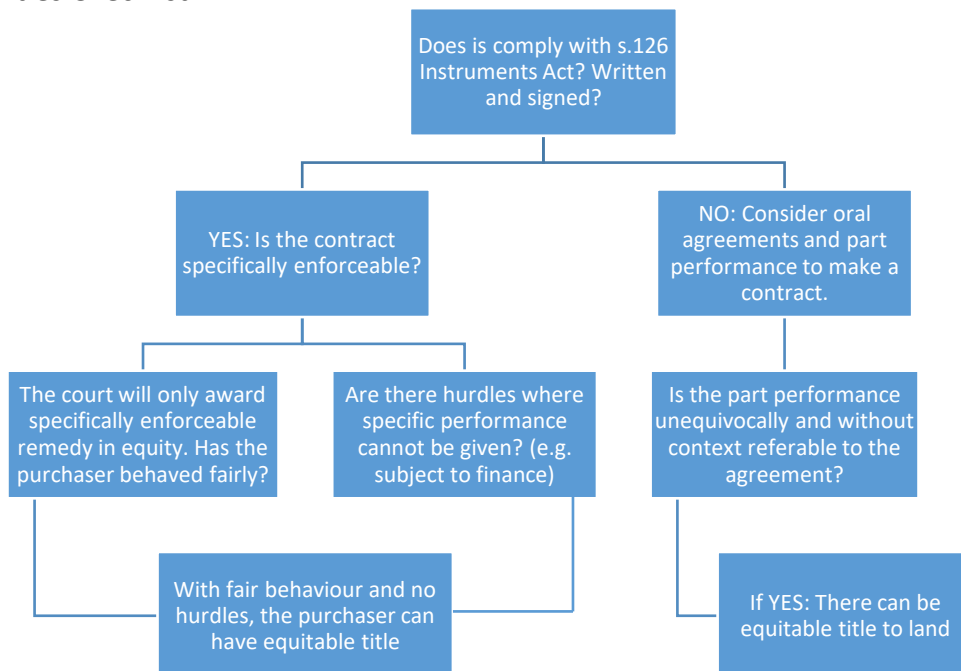 Does is comply with s.126
Instruments Act? Written
and signed?
YES: Is the contract
specifically enforceable?
NO: Consider oral
agreements and part
performance to make a
contract.
The court will only award
specifically enforceable
remedy in equity. Has the
purchaser behaved fairly?
Are there hurdles where
specific performance
cannot be given? (e.g.
subject to finance)
Is the part performance
unequivocally and without
context referable to the
agreement?
With fair behaviour and no
hurdles, the purchaser can
have equitable title
If YES: There can be
equitable title to land